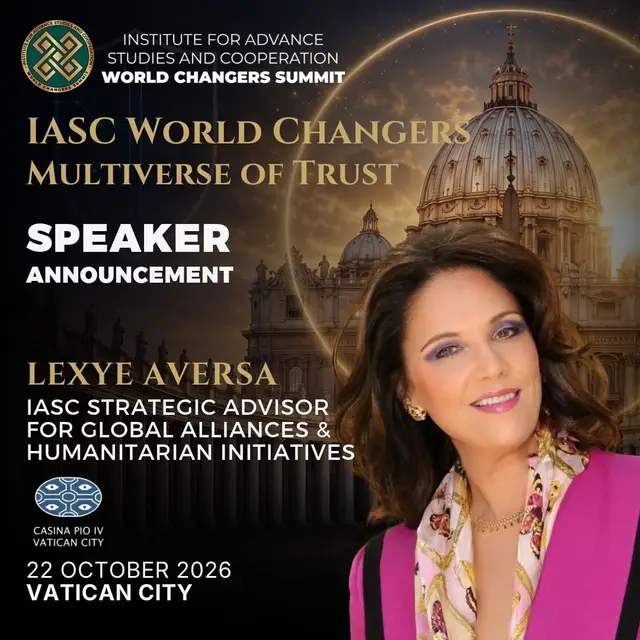 INSTITUTE FOR ADVANCE
STUDIES AND COOPERATION
WORLD CHANGERS SUMMIT
IASC WORLD CHANGERS
MULTIVERSE OF TRUST
SPEAKER
ANNOUNCEMENT
LEXYE AVERSA
IASC STRATEGIC ADVISOR
FOR GLOBAL ALLIANCES &
HUMANITARIAN INITIATIVES
CASINA PIO IV
VATICAN CITY
22 OCTOBER 2026
VATICAN CITY